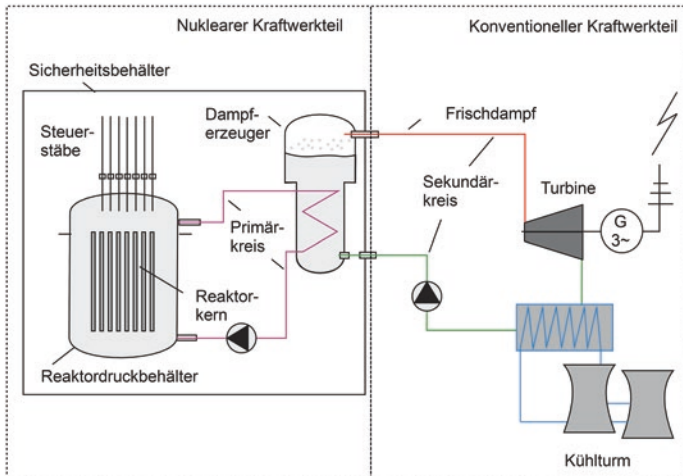 Nuklearer Kraftwerkteil
Konventioneller Kraftwerkteil
Sicherheitsbehälter
Steuer-
stäbe
Dampf-
erzeuger
Frischdampf
Sekundär-
kreis
Turbine
G
3~
Primär-
kreis
Reaktor-
kern
Reaktordruckbehälter
Kühlturm